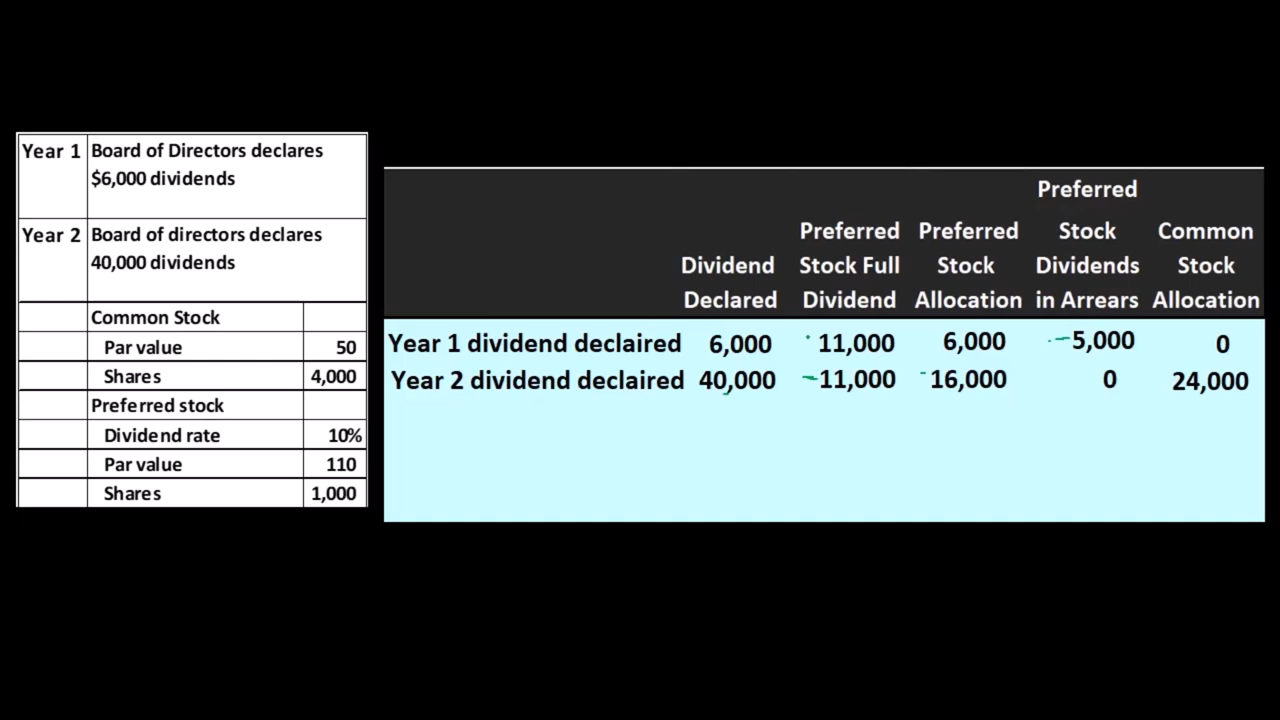 Year 1 Board of Directors declares
$6,000 dividends
Year 2 Board of directors declares
40,000 dividends
Common Stock
Par value 50
Shares 4,000
Preferred stock
Dividend rate 10%
Par value 110
Shares 1,000
Preferred
Preferred Preferred Stock Common
Dividend Stock Full Stock Dividends Stock
Declared Dividend Allocation in Arrears Allocation
Year 1 dividend declaired 6,000 11,000 6,000 5,000 0
Year 2 dividend declaired 40,000 11,000 16,000 0 24,000